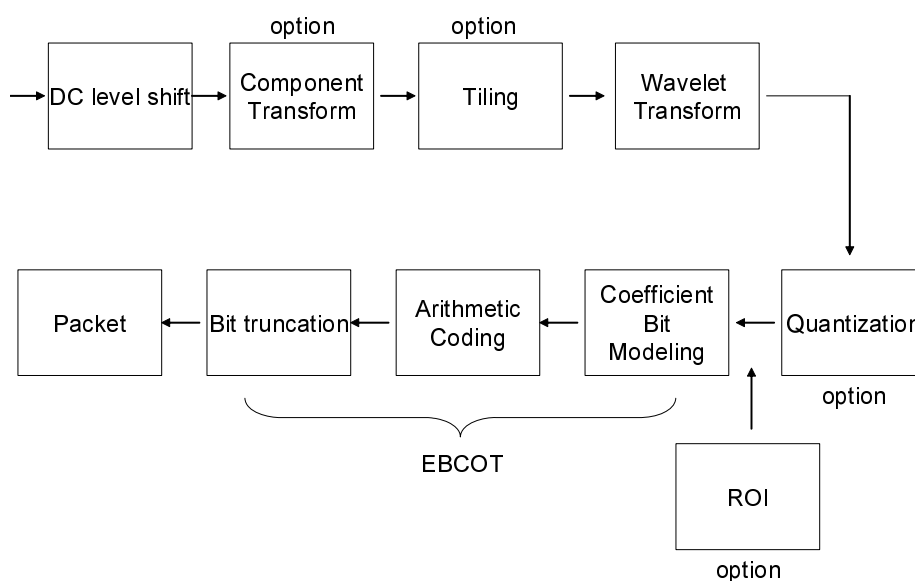 option
option
DC level shift
Component
Transform
Tiling
Wavelet
Transform
Packet
Bit truncation
Arithmetic
Coding
Coefficient
Bit
Modeling
Quantization
option
EBCOT
ROI
option